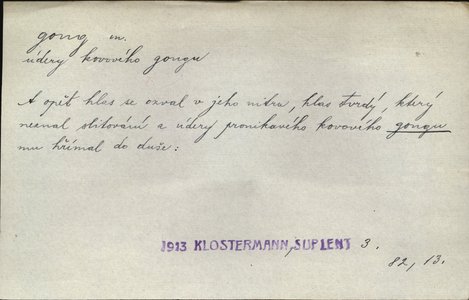 gong m.
údery kovového gongu
A opět hlas se ozval v jeho nitru, hlas tvrdý, který
neznal slitování a údery pronikavého kovového gongu
mu hřímal do duše:
1913 KLOSTERMANN, SUPLENT 3.
82, 13.